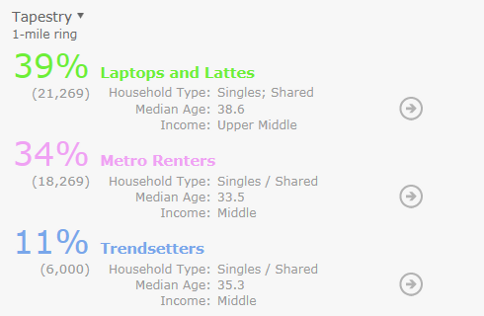 Tapestry
1-mile ring
39% Laptops and Lattes
(21,269) Household Type: Singles; Shared
Median Age: 38.6
Income: Upper Middle
34% Metro Renters
(18,269) Household Type: Singles / Shared
Median Age: 33.5
Income: Middle
11% Trendsetters
(6,000) Household Type: Singles / Shared
Median Age: 35.3
Income: Middle